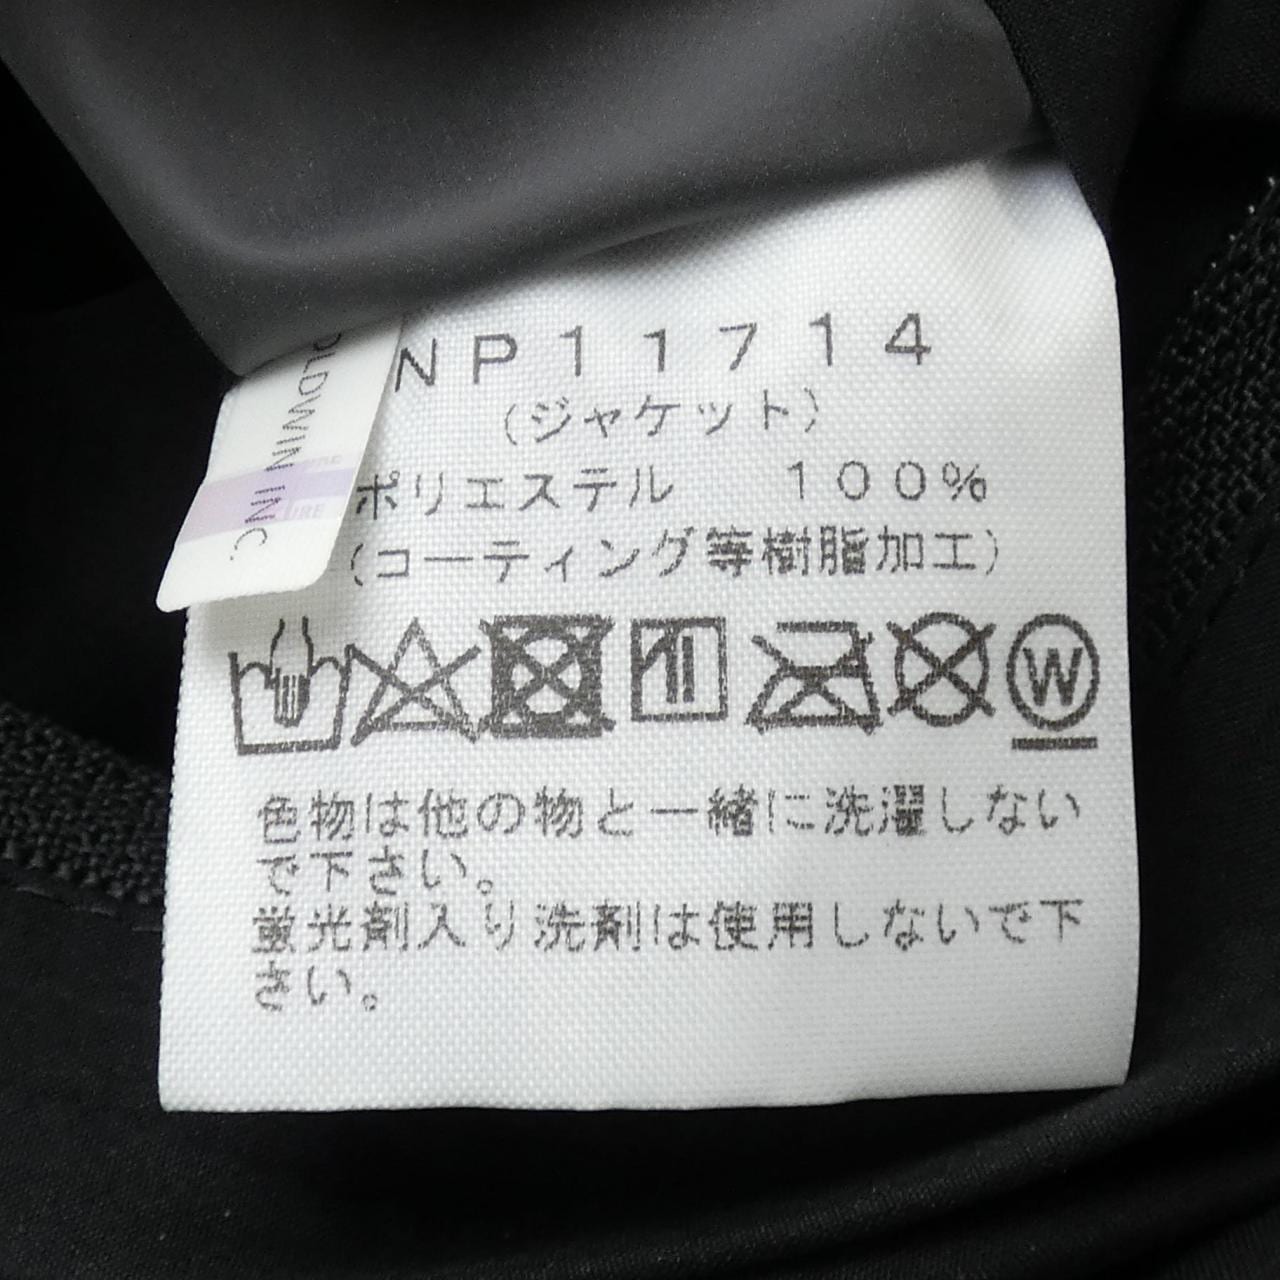 NP11714
(ジャケット)
ポリエステル 100%
(コーティング等樹脂加工)
W
色物は他の物と一緒に洗濯しない
で下さい。
蛍光剤入り洗剤は使用しないで下
さい。
OLDWIN INC.